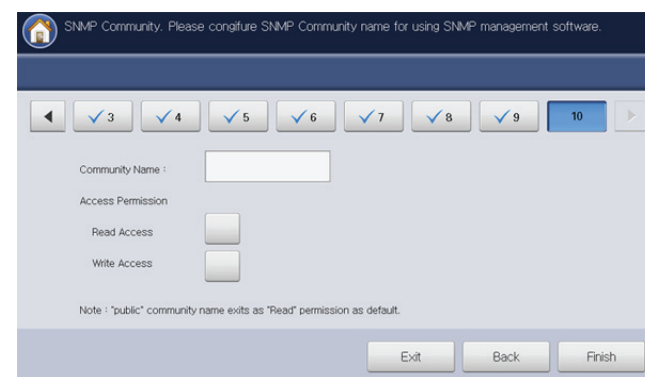 SNMP Community. Please congifure SNMP Community name for using SNMP management software.
3 4 5 6 7 8 9 10
Community Name :
Access Permission
Read Access
Write Access
Note : "public" community name exits as "Read" permission as default.
Exit Back Finish